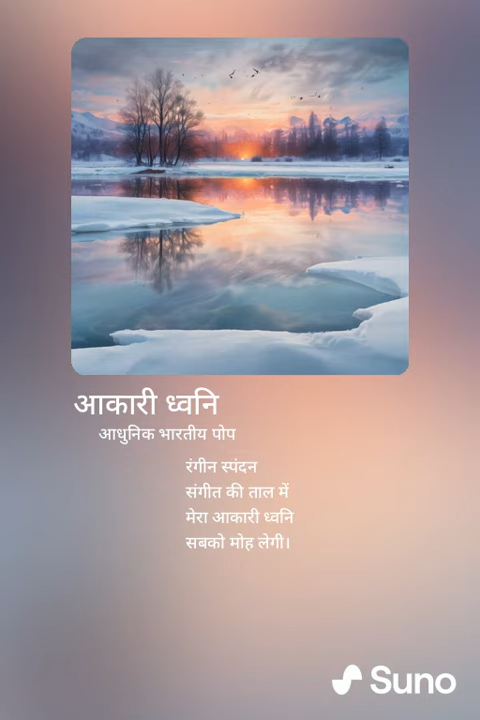 आकारी ध्वनि
आधुनिक भारतीय पोप
रंगीन स्पंदन
संगीत की ताल में
मेरा आकारी ध्वनि
सबको मोह लेगी।
Suno